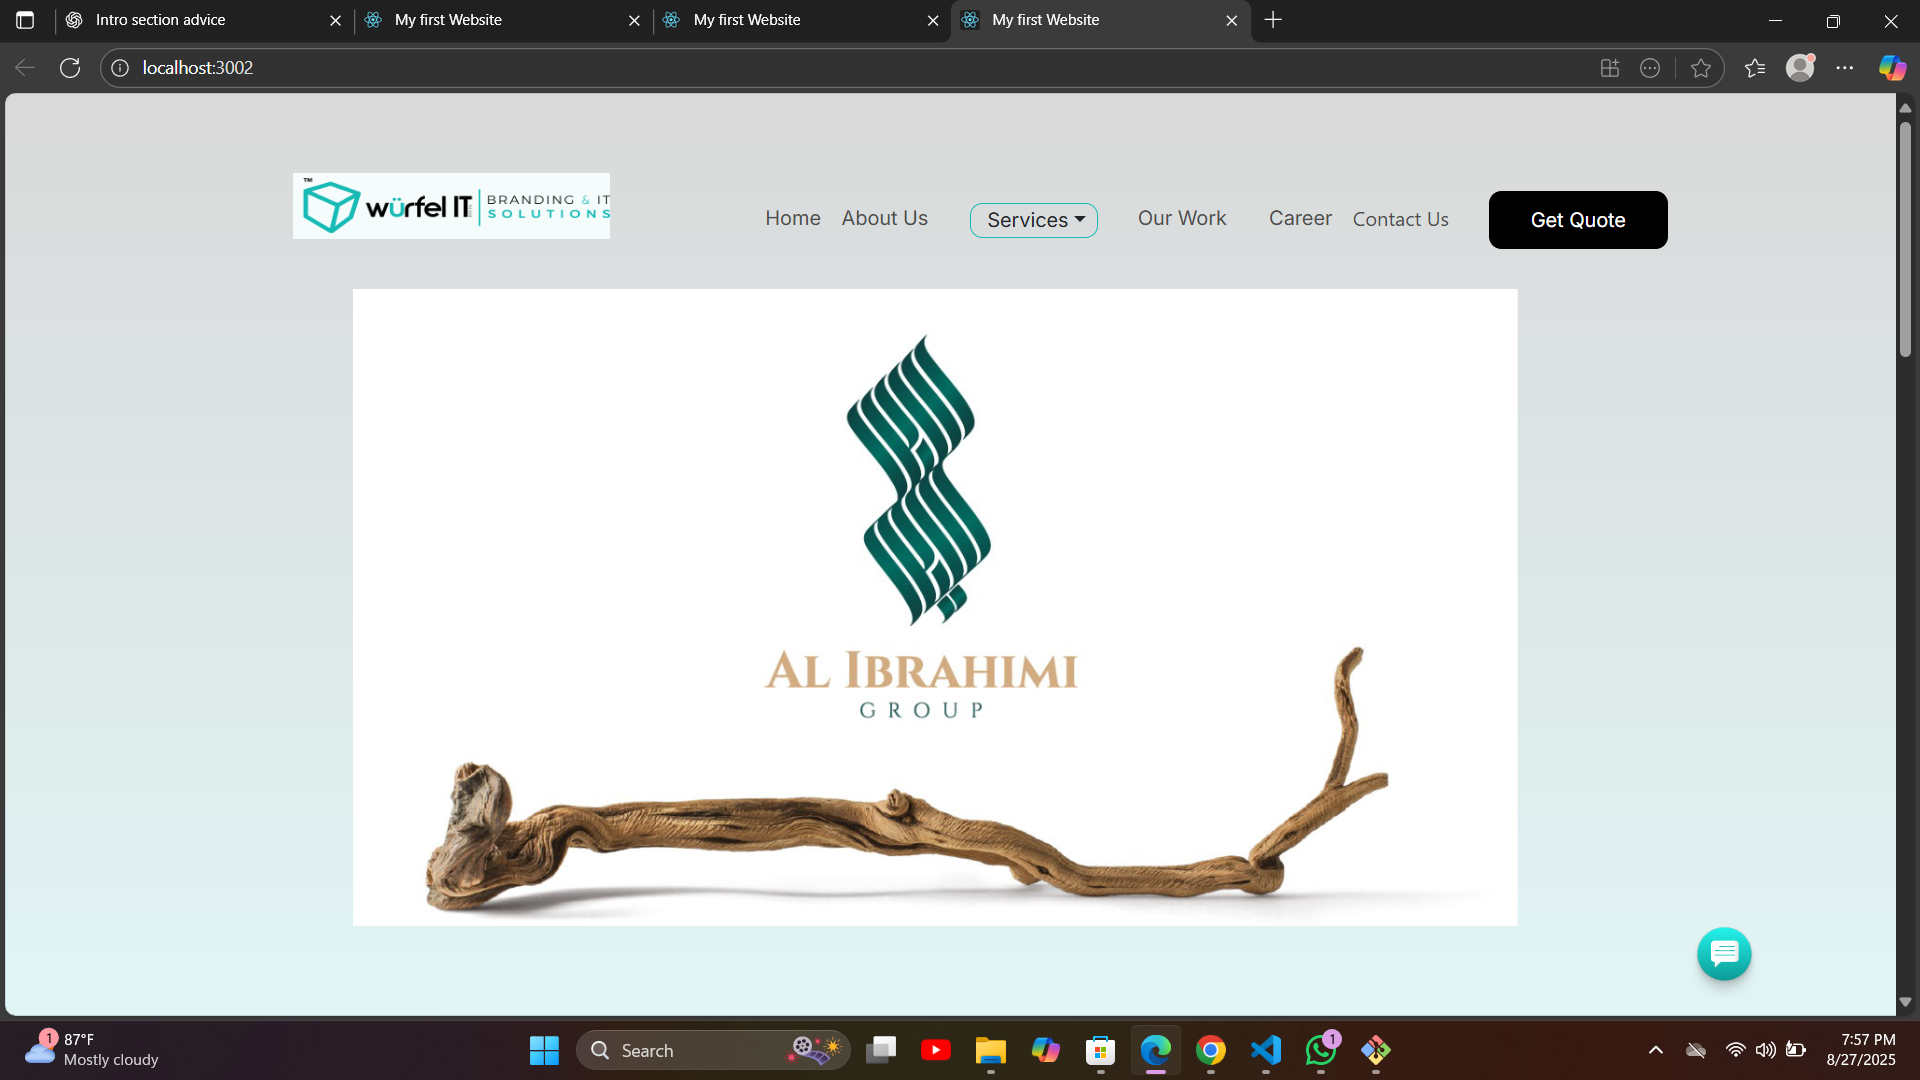 Intro section advice
My first Website
My first Website
My first Website
localhost:3002
TM
würfel IT
BRANDING & IT
SOLUTIONS
Home
About Us
Services
Our Work
Career
Contact Us
Get Quote
AL IBRAHIMI
GROUP
1
87°F
Mostly cloudy
Search
1
7:57 PM
8/27/2025